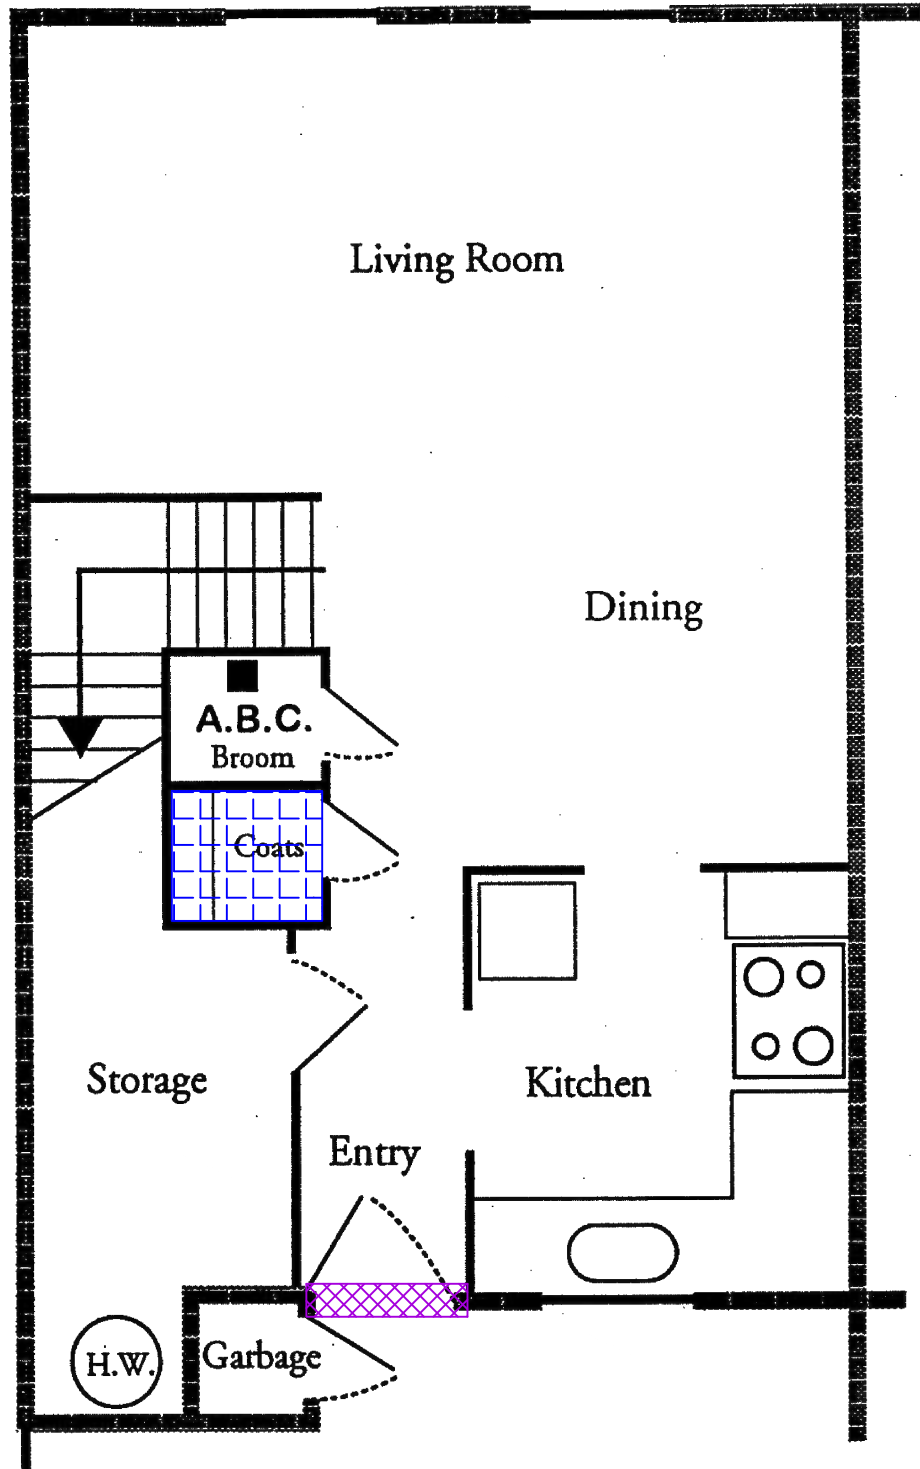 Living Room
Dining
A.B.C.
Broom
Coats
Storage
Kitchen
Entry
H.W.
Garbage